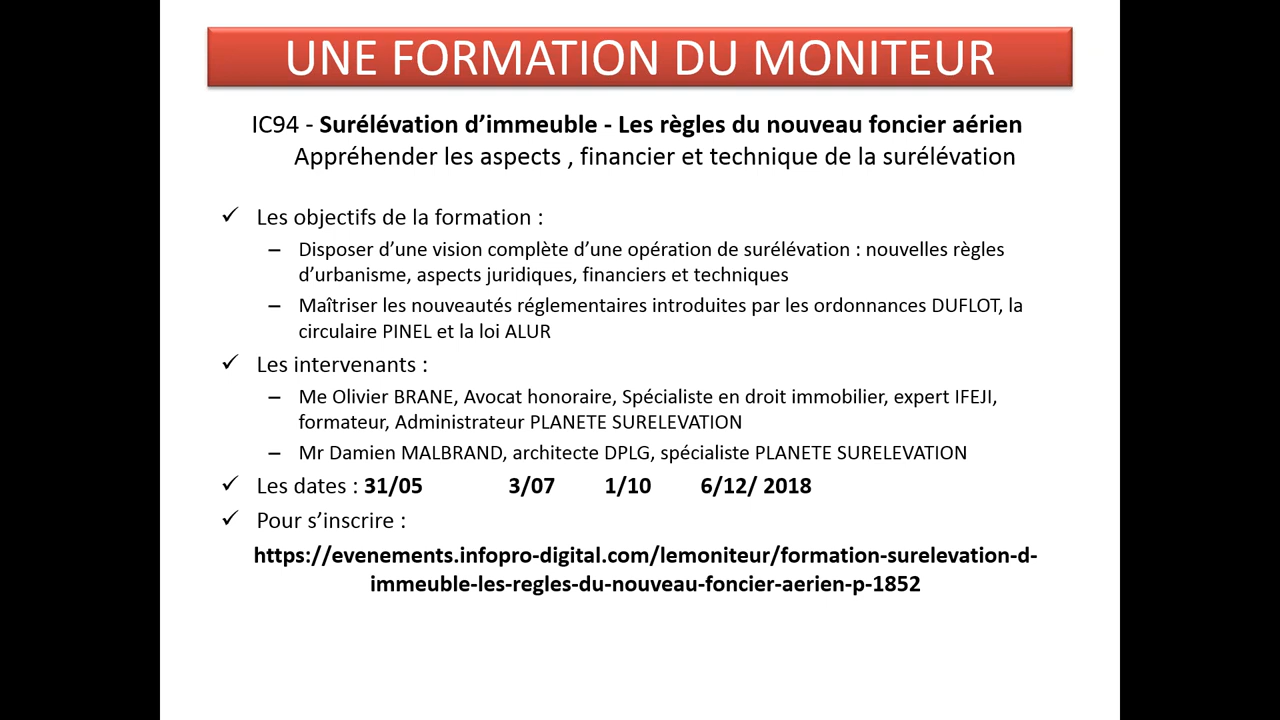 UNE FORMATION DU MONITEUR
IC94 - Surélévation d’immeuble - Les règles du nouveau foncier aérien
Appréhender les aspects , financier et technique de la surélévation
✓ Les objectifs de la formation :
– Disposer d’une vision complète d’une opération de surélévation : nouvelles règles
d’urbanisme, aspects juridiques, financiers et techniques
– Maîtriser les nouveautés réglementaires introduites par les ordonnances DUFLOT, la
circulaire PINEL et la loi ALUR
✓ Les intervenants :
– Me Olivier BRANE, Avocat honoraire, Spécialiste en droit immobilier, expert IFEJI,
formateur, Administrateur PLANETE SURELEVATION
– Mr Damien MALBRAND, architecte DPLG, spécialiste PLANETE SURELEVATION
✓ Les dates : 31/05 3/07 1/10 6/12/ 2018
✓ Pour s’inscrire :
https://evenements.infopro-digital.com/lemoniteur/formation-surelevation-d-
immeuble-les-regles-du-nouveau-foncier-aerien-p-1852